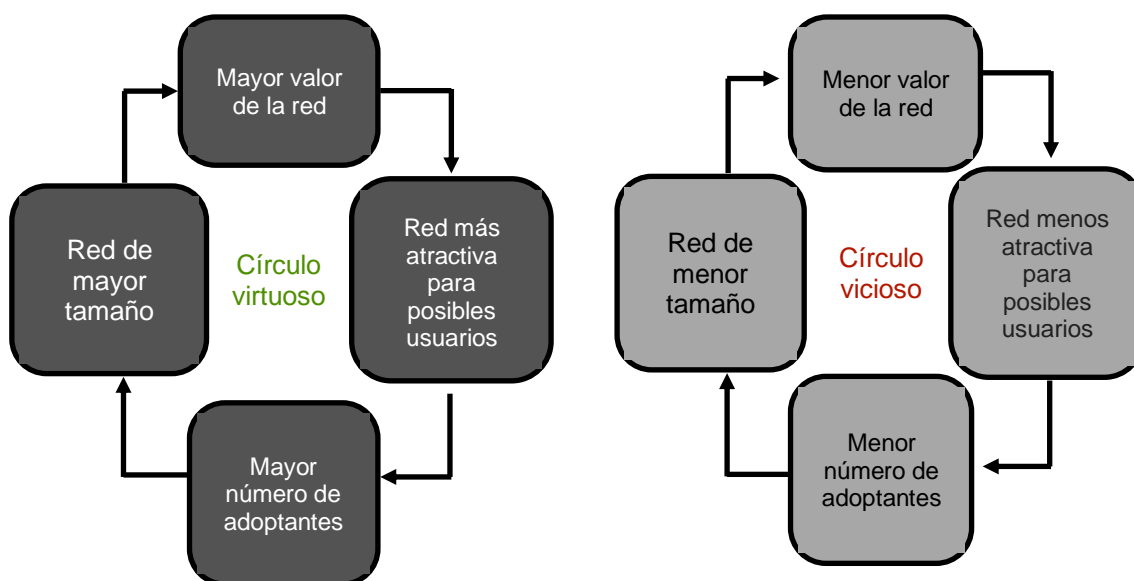 Mayor valor
de la red
Red más
atractiva
para
posibles
usuarios
Mayor
número de
adoptantes
Red de
mayor
tamaño
Círculo
virtuoso
Menor valor
de la red
Red menos
atractiva
para
posibles
usuarios
Menor
número de
adoptantes
Red de
menor
tamaño
Círculo
vicioso